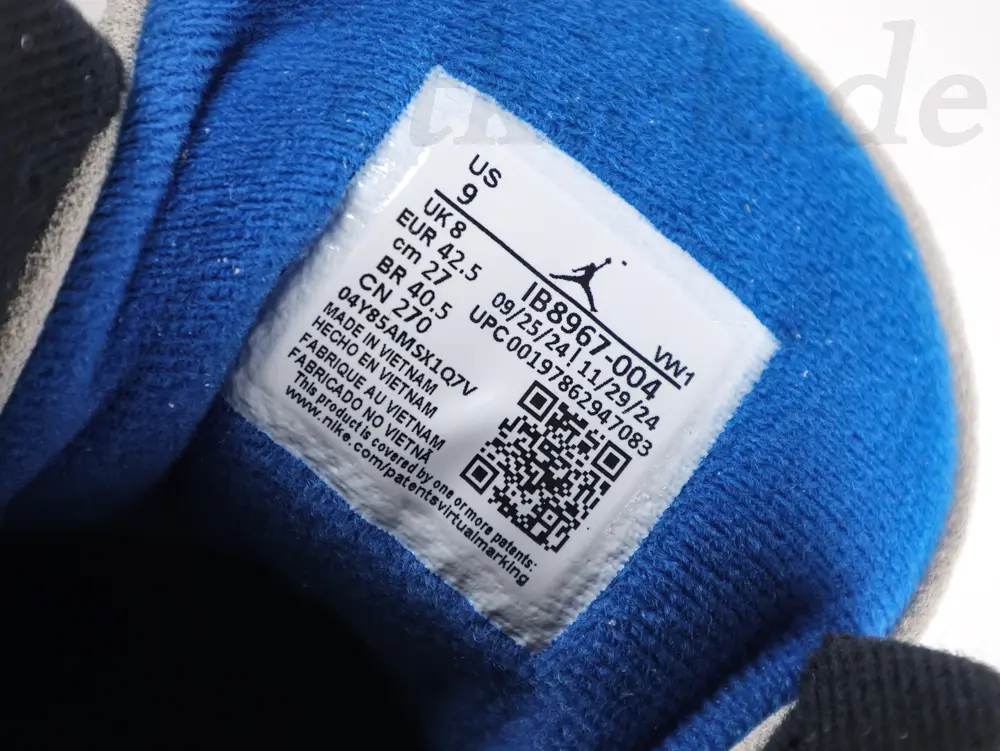 US
9
UK 8
EUR 42.5
cm 27
BR 40.5
CN 270
04Y85AMSX1Q7V
MADE IN VIETNAM
HECHO EN VIETNAM
FABRIQUE AU VIETNAM
FABRICADO NO VIETNÃ
This product is covered by one or more patents:
www.nike.com/patentsvirtualmarking
VW1
IB8967-004
09/25/24 | 11/29/24
UPC 00197862947083